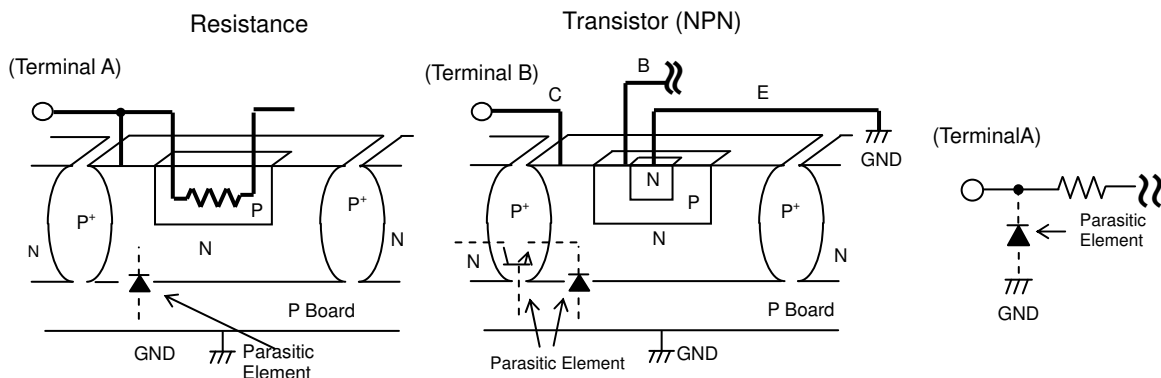 Resistance
(Terminal A)
P+
P
P+
N
N
N
P Board
GND
Parasitic
Element
Transistor (NPN)
(Terminal B)
C
B
E
GND
N
P+
P
P+
N
N
N
P Board
Parasitic Element
GND
(TerminalA)
Parasitic
Element
GND